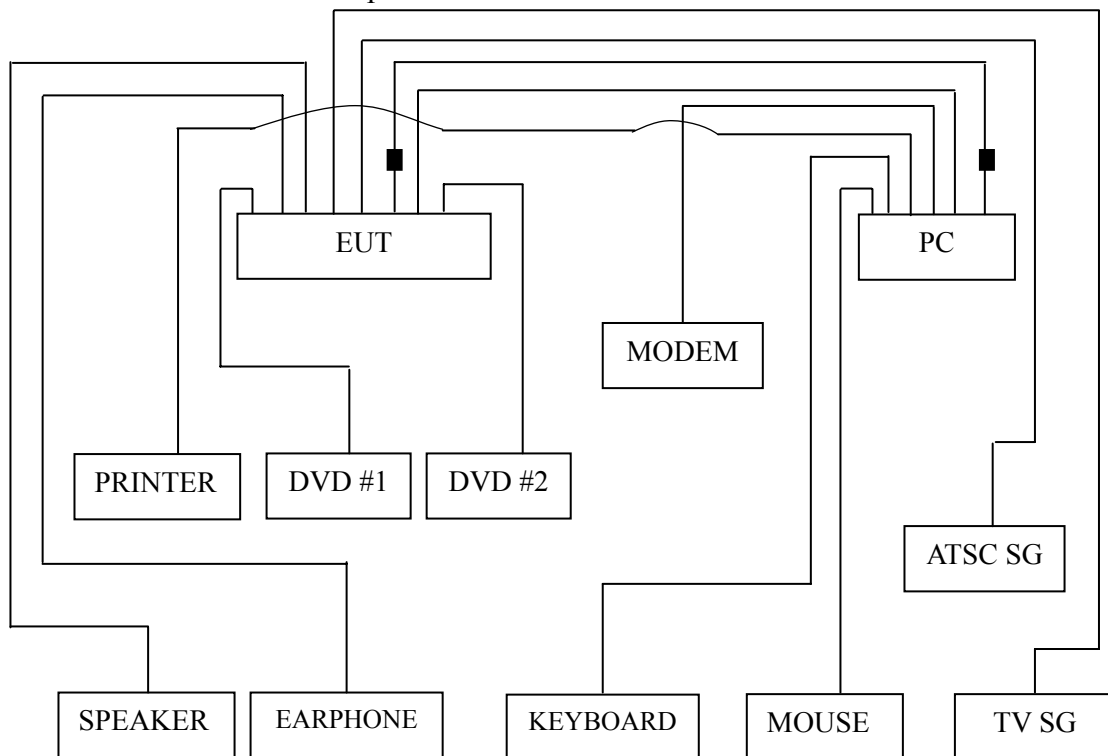 EUT
PC
MODEM
PRINTER
DVD #1
DVD #2
ATSC SG
SPEAKER
EARPHONE
KEYBOARD
MOUSE
TV SG